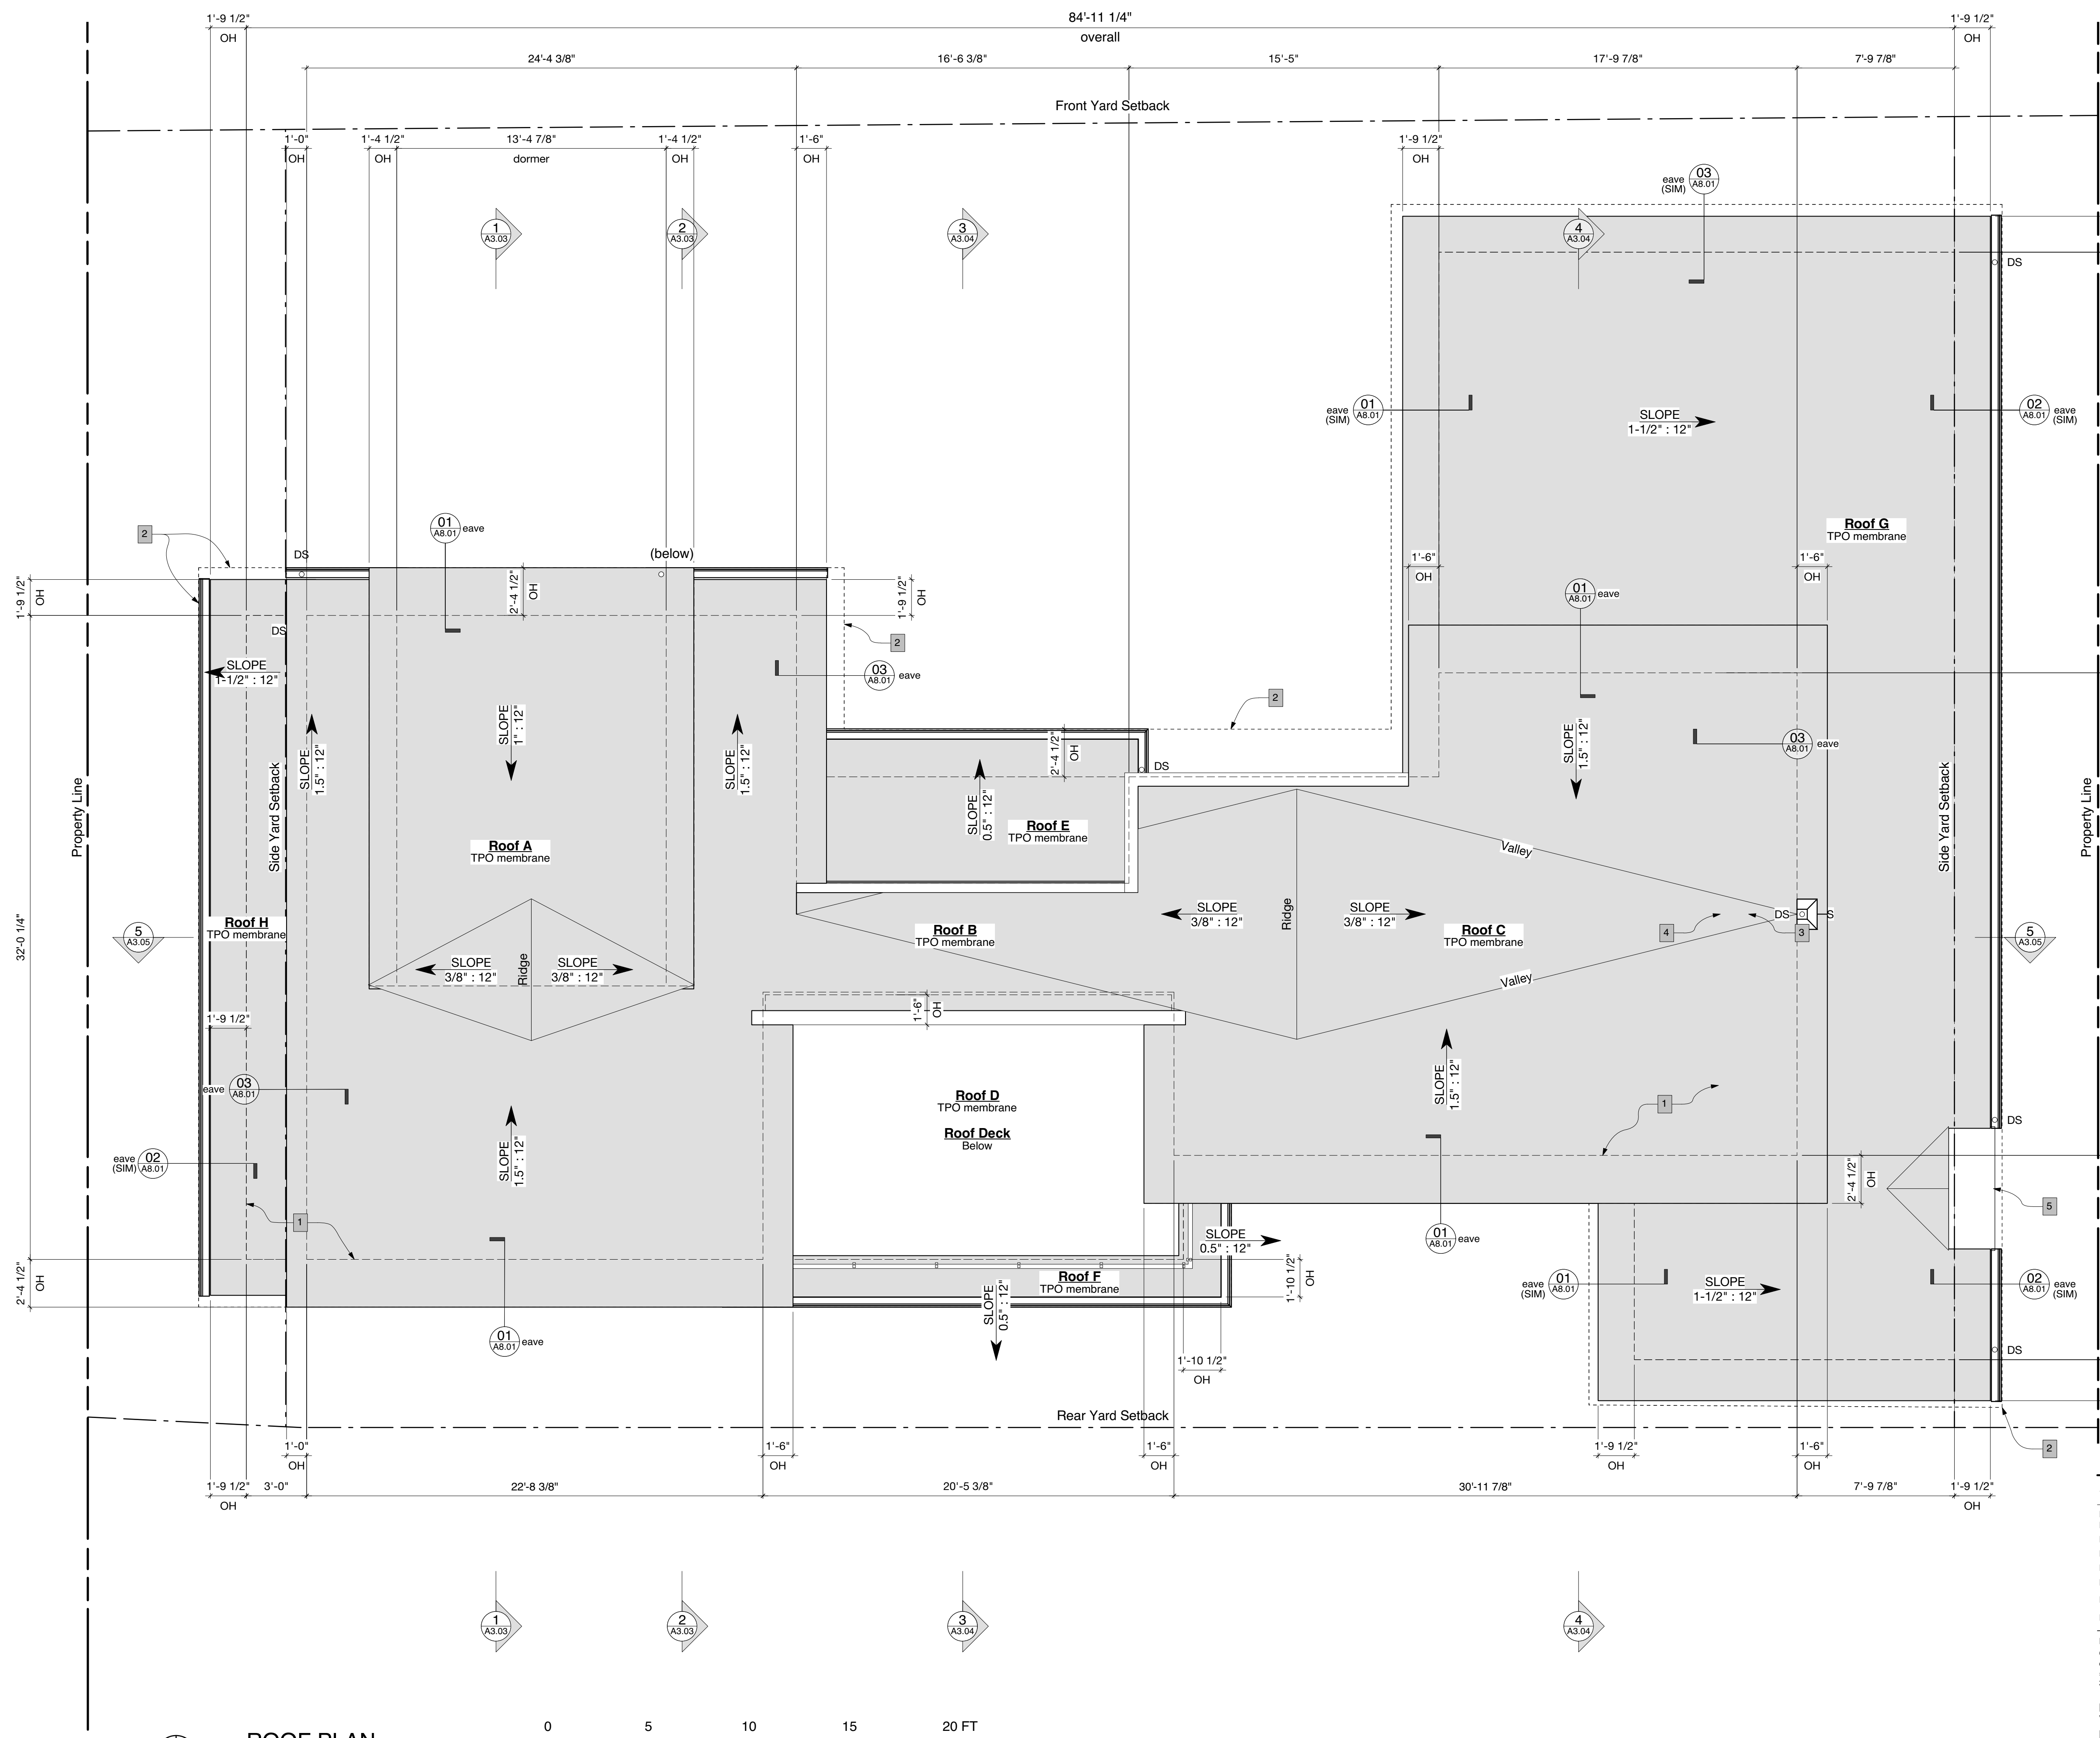 1'-9 1/2"
84'-11 1/4"
1'-9 1/2"
OH
overall
OH
24'-4 3/8"
16'-6 3/8"
15'-5"
17'-9 7/8"
7'-9 7/8"
Front Yard Setback
1'-0"
1'-4 1/2"
13'-4 7/8"
1'-4 1/2"
1'-6"
1'-9 1/2"
OH
OH
dormer
OH
OH
OH
eave
(SIM)
03
A8.01
1
A3.03
2
A3.03
3
A3.04
4
A3.04
DS
eave
(SIM)
01
A8.01
SLOPE
1-1/2" : 12"
02
A8.01
eave
(SIM)
2
01
A8.01
eave
Roof G
TPO membrane
DS
(below)
1'-6"
OH
1'-6"
OH
1'-9 1/2"
OH
2'-4 1/2"
OH
1'-9 1/2"
OH
01
A8.01
eave
DS
2
SLOPE
1-1/2" : 12"
03
A8.01
eave
2
SLOPE
1.5" : 12"
SLOPE
1" : 12"
SLOPE
1.5" : 12"
2'-4 1/2"
OH
SLOPE
1.5" : 12"
03
A8.01
eave
DS
Property Line
Side Yard Setback
SLOPE
0.5" : 12"
Roof E
TPO membrane
Side Yard Setback
Property Line
Roof A
TPO membrane
Valley
32'-0 1/4"
Roof H
TPO membrane
Roof B
TPO membrane
SLOPE
3/8" : 12"
Ridge
SLOPE
3/8" : 12"
Roof C
TPO membrane
DS
S
4
3
5
A3.05
5
A3.05
SLOPE
3/8" : 12"
Ridge
SLOPE
3/8" : 12"
Valley
1'-9 1/2"
1'-6"
OH
eave
03
A8.01
Roof D
TPO membrane
Roof Deck
Below
SLOPE
1.5" : 12"
1
DS
eave
(SIM)
02
A8.01
SLOPE
1.5" : 12"
2'-4 1/2"
OH
1
5
01
A8.01
eave
SLOPE
0.5" : 12"
2'-4 1/2"
OH
Roof F
TPO membrane
1'-10 1/2"
OH
SLOPE
0.5" : 12"
eave
(SIM)
01
A8.01
SLOPE
1-1/2" : 12"
02
A8.01
eave
(SIM)
01
A8.01
eave
1'-10 1/2"
OH
DS
Rear Yard Setback
1'-0"
OH
1'-6"
OH
1'-6"
OH
1'-9 1/2"
OH
1'-6"
OH
2
1'-9 1/2"
OH
3'-0"
22'-8 3/8"
20'-5 3/8"
30'-11 7/8"
7'-9 7/8"
1'-9 1/2"
OH
1
A3.03
2
A3.03
3
A3.04
4
A3.04
0
5
10
15
20 FT
ROOF PLAN